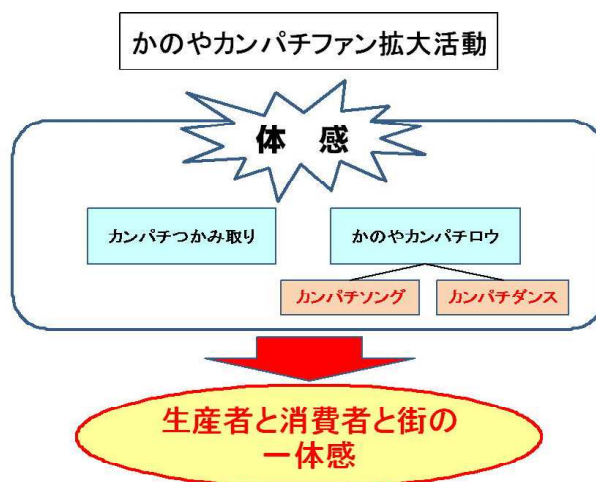 かのやカンパチファン拡大活動
体　感
カンパチつかみ取り
かのやカンパチロウ
カンパチソング
カンパチダンス
生産者と消費者と街の
一体感